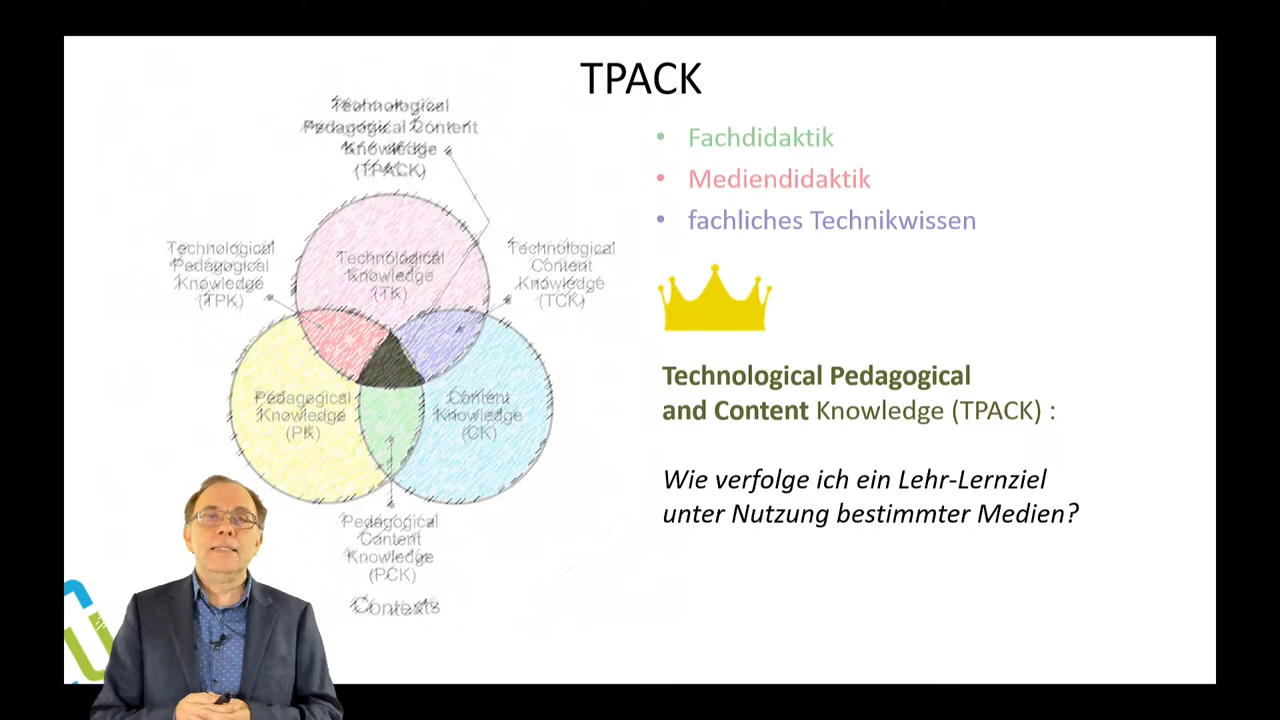 TPACK
Technological
Pedagogical Content
Knowledge
(TPACK)
Technological
Pedagogical
Knowledge
(TPK)
Technological
Knowledge
(TK)
Technological
Content
Knowledge
(TCK)
Pedagogical
Knowledge
(PK)
Content
Knowledge
(CK)
Pedagogical
Content
Knowledge
(PCK)
Contexts
• Fachdidaktik
• Mediendidaktik
• fachliches Technikwissen
Technological Pedagogical
and Content Knowledge (TPACK) :
Wie verfolge ich ein Lehr-Lernziel
unter Nutzung bestimmter Medien?